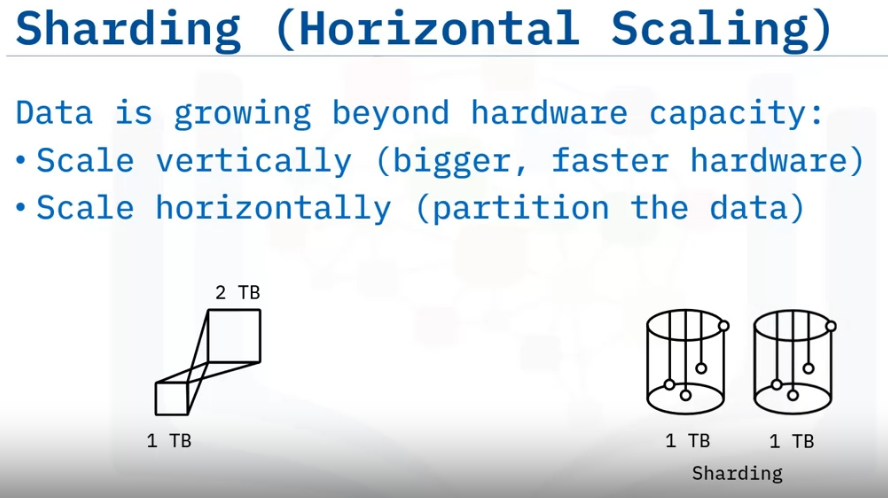 Sharding (Horizontal Scaling)
Data is growing beyond hardware capacity:
• Scale vertically (bigger, faster hardware)
• Scale horizontally (partition the data)
2 TB
1 TB
1 TB
1 TB
Sharding